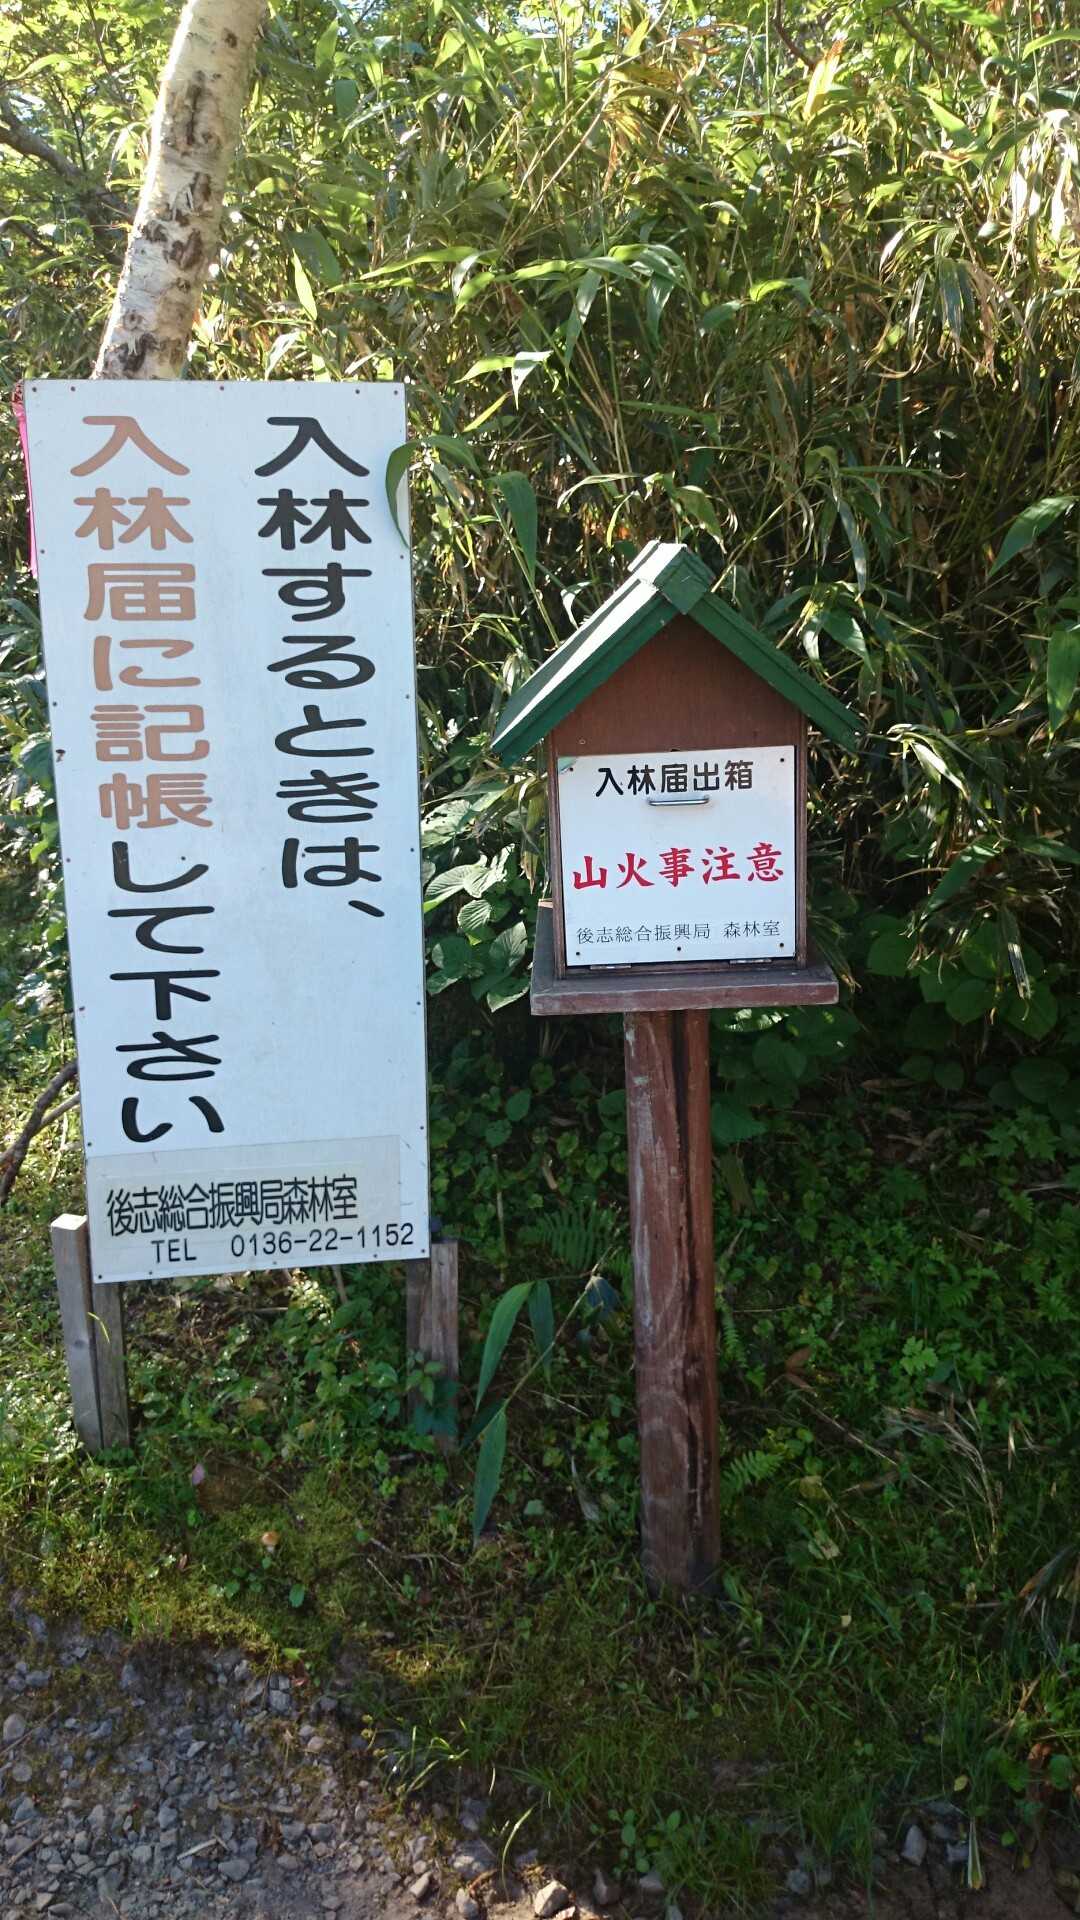 入林するときは、
入林届に記帳して下さい
後志総合振興局森林室
TEL 0136-22-1152
入林届出箱
山火事注意
後志総合振興局 森林室